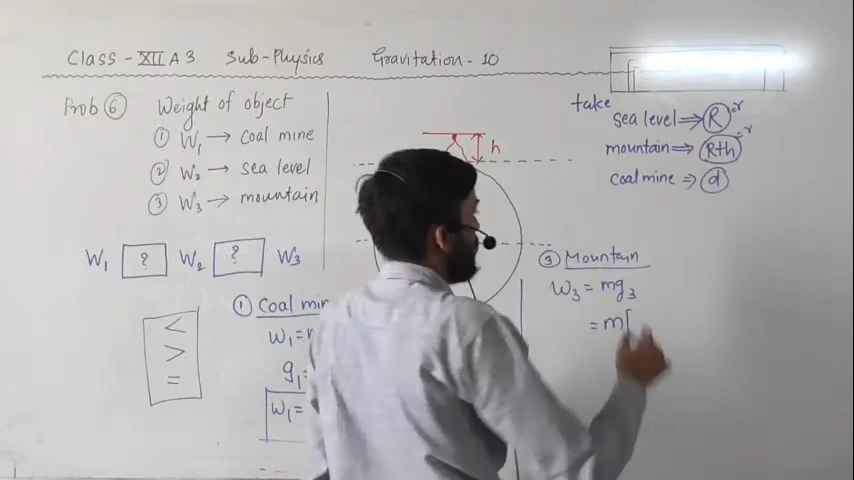 Class - XII A 3 Sub-Physics Gravitation - 10
Prob 6 Weight of object
① W₁ → coal mine
② W₂ → sea level
③ W₃ → mountain
W₁ ? W₂ ? W₃
<
>
=
① Coal
W₁ =
g₁ =
W₁ =
h
take
sea level ⇒ R = r
mountain ⇒ R+h = r
coal mine ⇒ d
③ Mountain
W₃ = mg₃
= m[